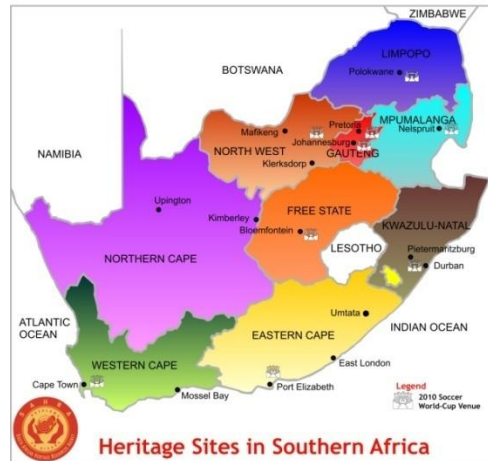 ZIMBABWE
LIMPOPO
Polokwane
BOTSWANA
MPUMALANGA
Pretoria
Nelspruit
Mafikeng
Johannesburg
NORTH WEST
GAUTENG
Klerksdorp
NAMIBIA
Upington
Kimberley
FREE STATE
KWAZULU-NATAL
Bloemfontein
LESOTHO
Pietermaritzburg
Durban
NORTHERN CAPE
Umtata
ATLANTIC
OCEAN
INDIAN OCEAN
EASTERN CAPE
WESTERN CAPE
East London
Cape Town
Port Elizabeth
Mossel Bay
Legend
2010 Soccer
World-Cup Venue
SAHRA
Heritage Sites in Southern Africa